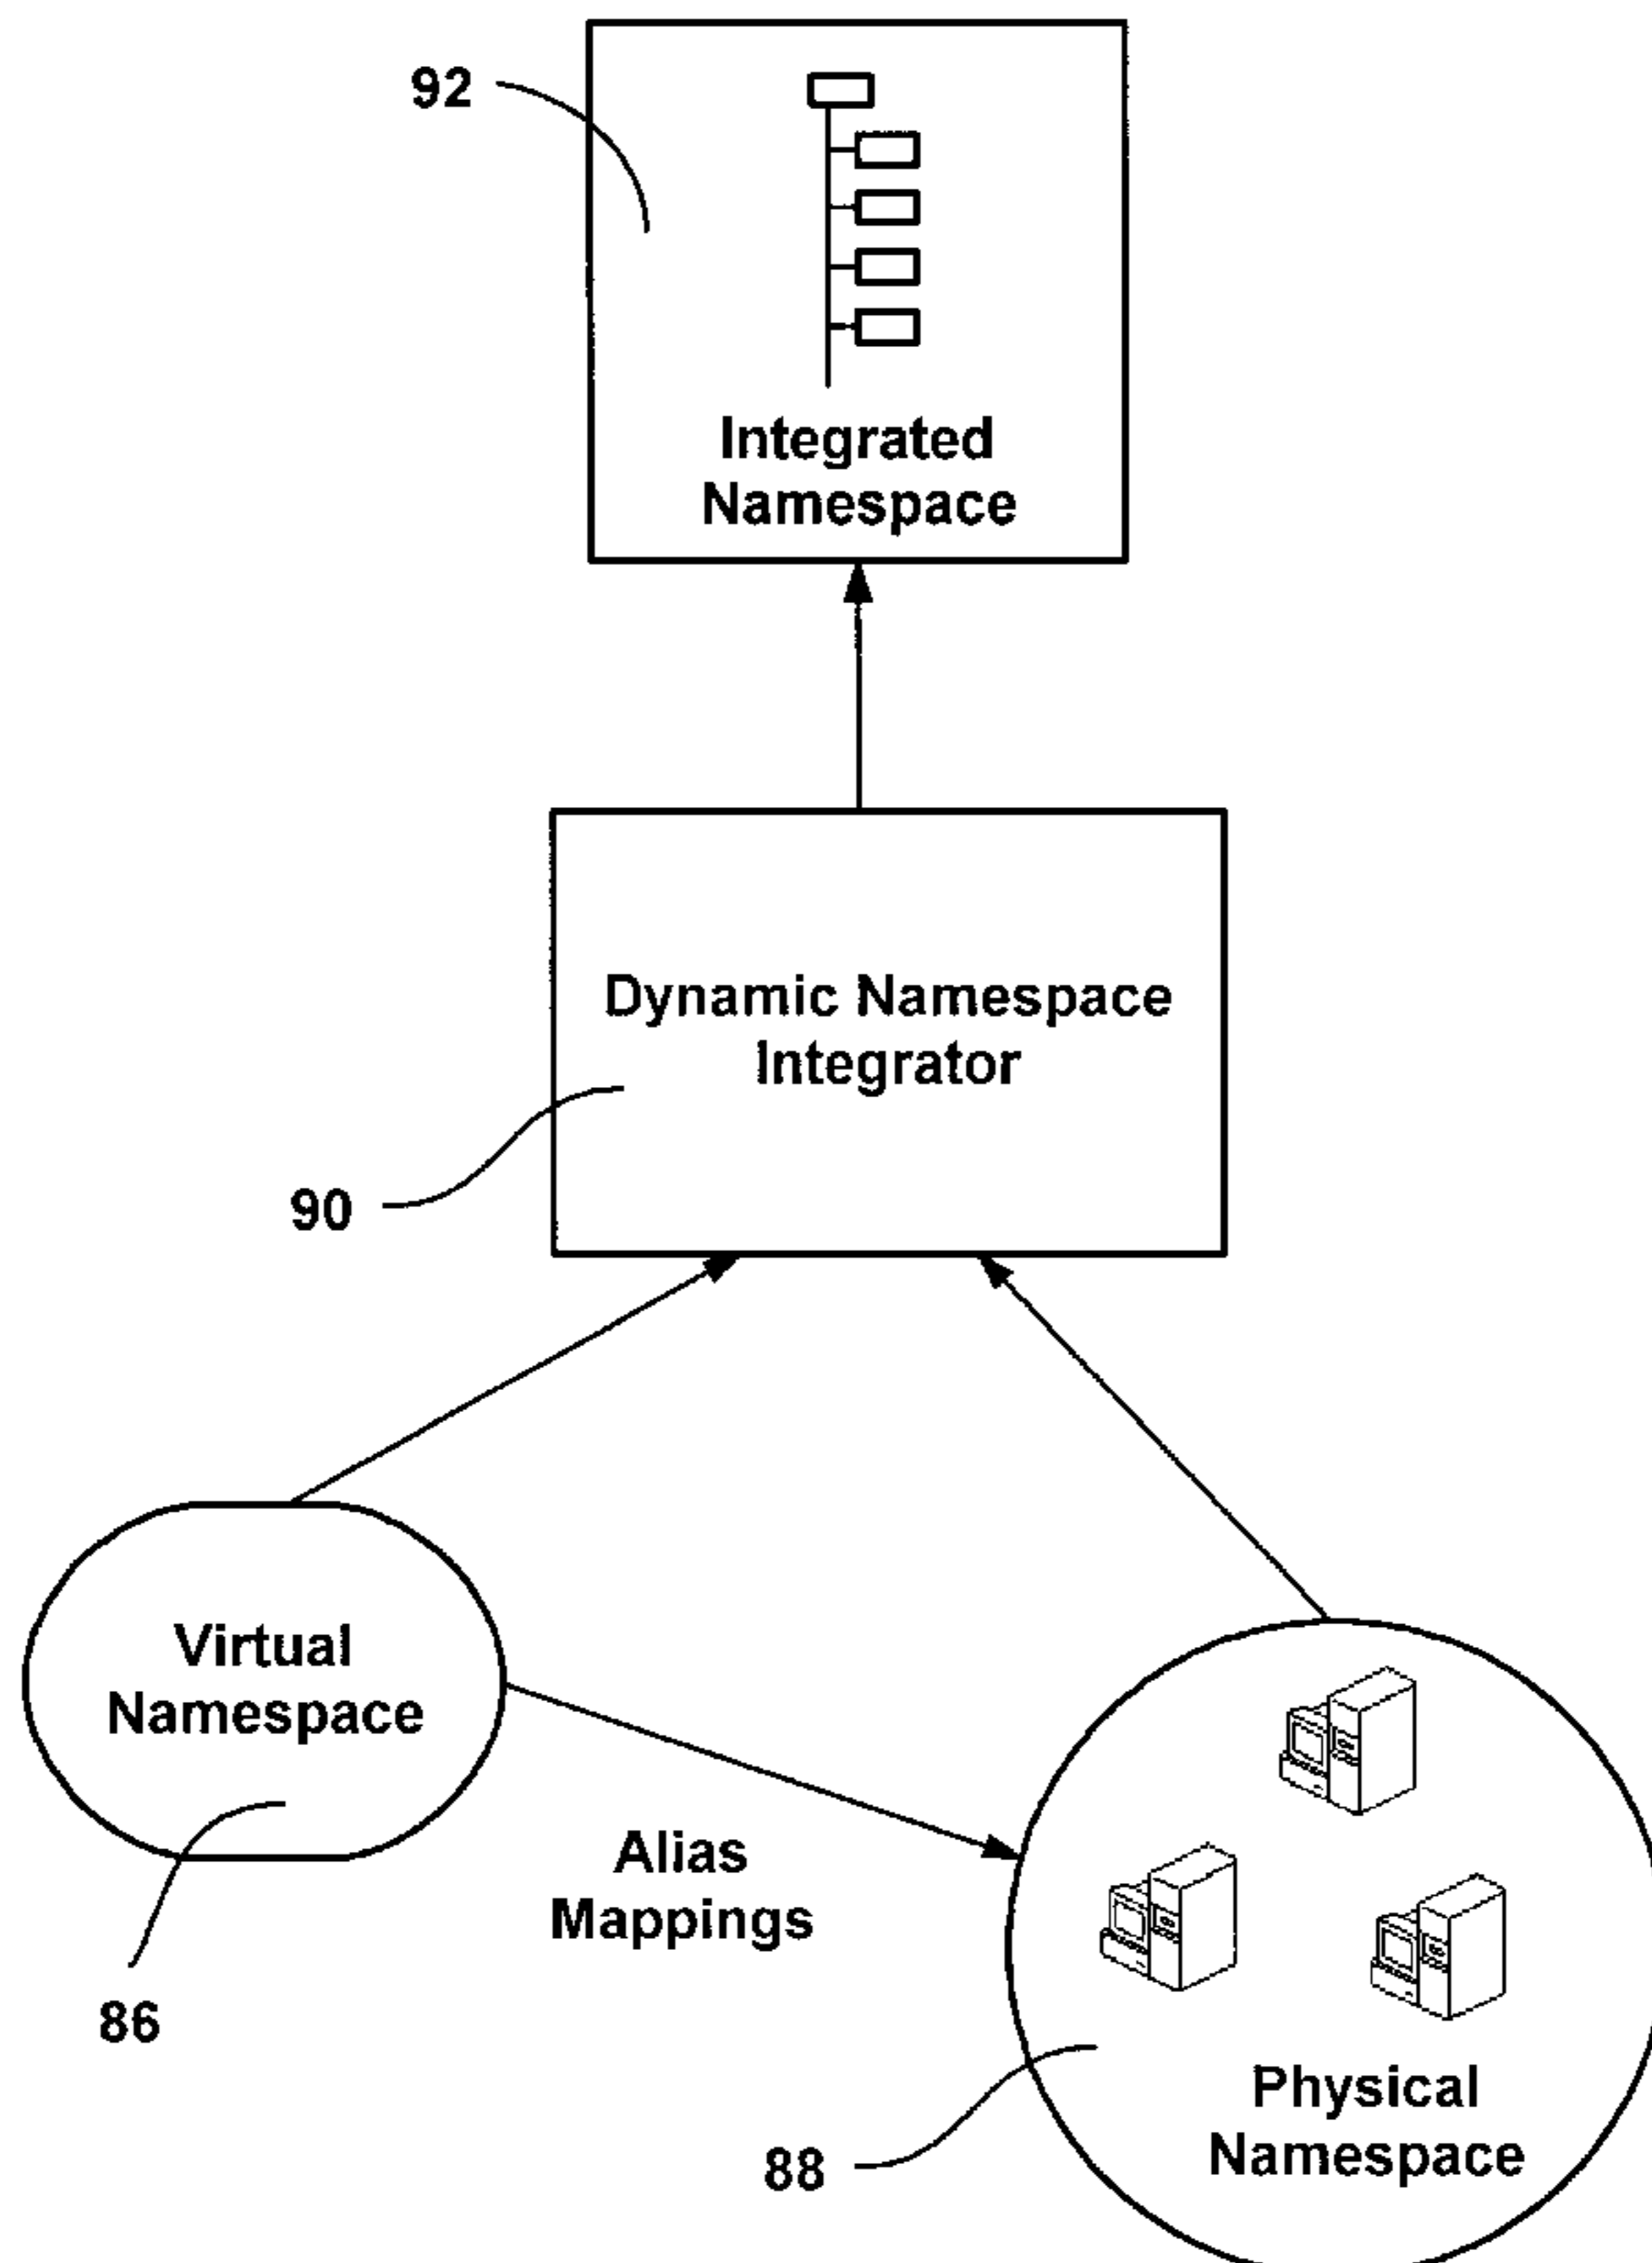 92
Integrated
Namespace
Dynamic Namespace
Integrator
90
Virtual
Namespace
Alias
Mappings
86
Physical
Namespace
88